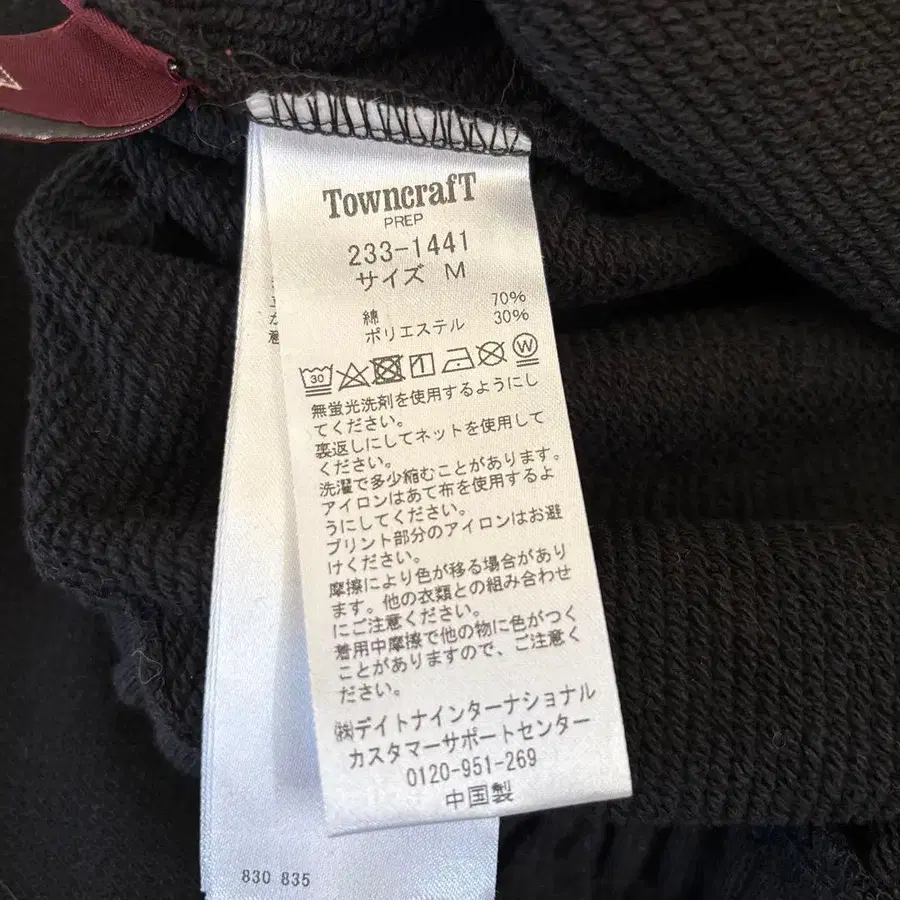 TowncrafT
PREP
233-1441
サイズ M
綿 70%
ポリエステル 30%
30 W
無蛍光洗剤を使用するようにし
てください。
裏返しにしてネットを使用して
ください。
洗濯で多少縮むことがあります。
アイロンはあて布を使用するよ
うにしてください。
プリント部分のアイロンはお避
けください。
摩擦により色が移る場合があり
ます。他の衣類との組み合わせ
にご注意ください。
着用中摩擦で他の物に色がつく
ことがありますので、ご注意く
ださい。
㈱デイトナインターナショナル
カスタマーサポートセンター
0120-951-269
中国製
830 835